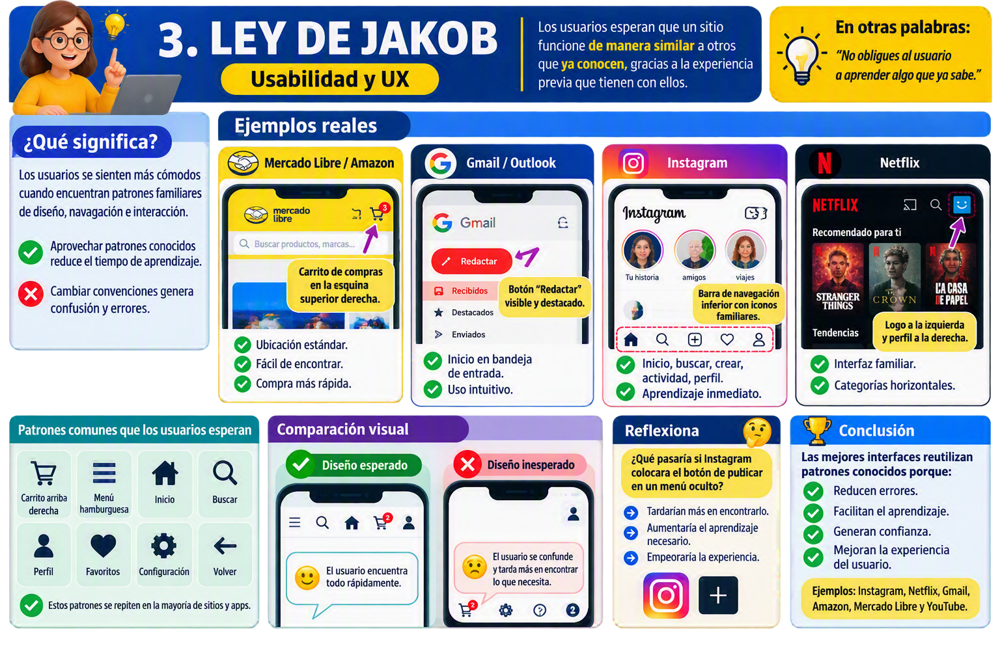 3. LEY DE JAKOB
Usabilidad y UX
Los usuarios esperan que un sitio
funcione de manera similar a otros
que ya conocen, gracias a la experiencia
previa que tienen con ellos.
En otras palabras:
“No obligues al usuario
a aprender algo que ya sabe.”
¿Qué significa?
Los usuarios se sienten más cómodos
cuando encuentran patrones familiares
de diseño, navegación e interacción.
Aprovechar patrones conocidos
reduce el tiempo de aprendizaje.
Cambiar convenciones genera
confusión y errores.
Ejemplos reales
Mercado Libre / Amazon
mercado
libre
3
Buscar productos, marcas...
Carrito de compras
en la esquina
superior derecha.
Ubicación estándar.
Fácil de encontrar.
Compra más rápida.
G
Gmail / Outlook
G
Gmail
Redactar
Recibidos
Destacados
Enviados
Botón “Redactar”
visible y destacado.
Inicio en bandeja
de entrada.
Uso intuitivo.
Instagram
Instagram
Tu historia
amigos
viajes
Barra de navegación
inferior con iconos
familiares.
Inicio, buscar, crear,
actividad, perfil.
Aprendizaje inmediato.
N
Netflix
NETFLIX
Recomendado para ti
N
STRANGER
THINGS
N
THE
CROWN
N
LA CASA
DE PAPEL
Tendencias
Logo a la izquierda
y perfil a la derecha.
Interfaz familiar.
Categorías horizontales.
Patrones comunes que los usuarios esperan
Carrito arriba
derecha
Menú
hamburguesa
Inicio
Buscar
Perfil
Favoritos
Configuración
Volver
Estos patrones se repiten en la mayoría de sitios y apps.
Comparación visual
Diseño esperado
2
El usuario encuentra
todo rápidamente.
Diseño inesperado
El usuario se confunde
y tarda más en encontrar
lo que necesita.
2
?
2
Reflexiona
¿Qué pasaría si Instagram
colocara el botón de publicar
en un menú oculto?
Tardarían más en encontrarlo.
Aumentaría el aprendizaje
necesario.
Empeoraría la experiencia.
Conclusión
Las mejores interfaces reutilizan
patrones conocidos porque:
Reducen errores.
Facilitan el aprendizaje.
Generan confianza.
Mejoran la experiencia
del usuario.
Ejemplos: Instagram, Netflix, Gmail,
Amazon, Mercado Libre y YouTube.